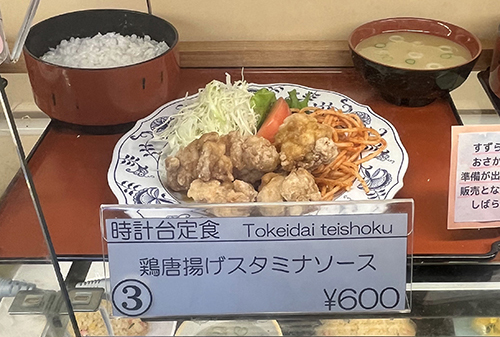 時計台定食 Tokeidai teishoku
鶏唐揚げスタミナソース
③ ¥600
すずら
おさか
準備が出
販売とな
しばら